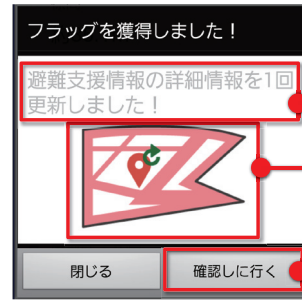 フラッグを獲得しました！
避難支援情報の詳細情報を1回
更新しました！
閉じる
確認しに行く